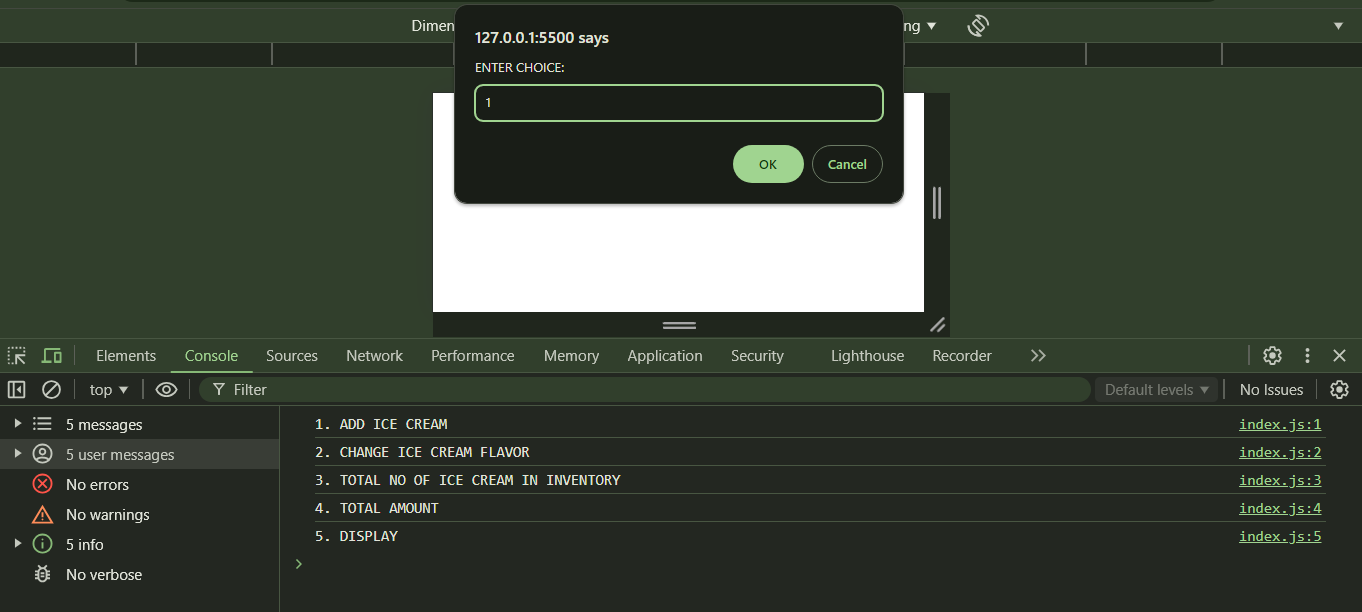 Dimen
ng
127.0.0.1:5500 says
ENTER CHOICE:
1
OK Cancel
Elements Console Sources Network Performance Memory Application Security Lighthouse Recorder
top Filter Default levels No Issues
5 messages
5 user messages
No errors
No warnings
5 info
No verbose
1. ADD ICE CREAM index.js:1
2. CHANGE ICE CREAM FLAVOR index.js:2
3. TOTAL NO OF ICE CREAM IN INVENTORY index.js:3
4. TOTAL AMOUNT index.js:4
5. DISPLAY index.js:5